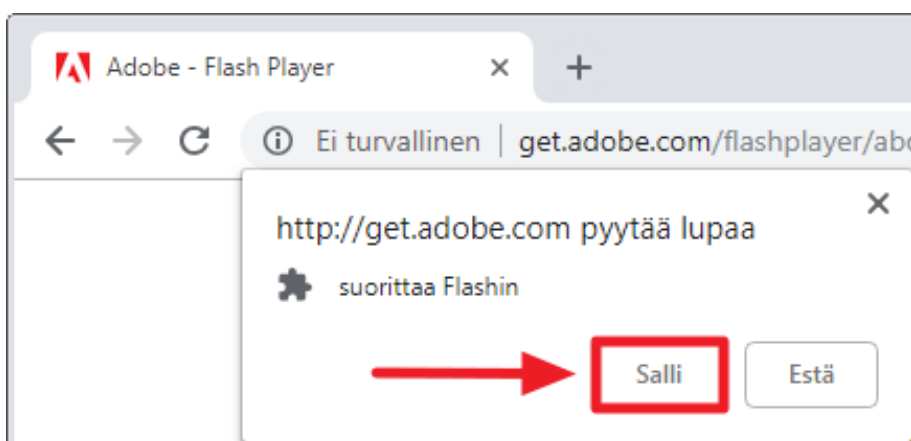 Adobe - Flash Player
Ei turvallinen | get.adobe.com/flashplayer/abo
http://get.adobe.com pyytää lupaa
suorittaa Flashin
Salli Estä